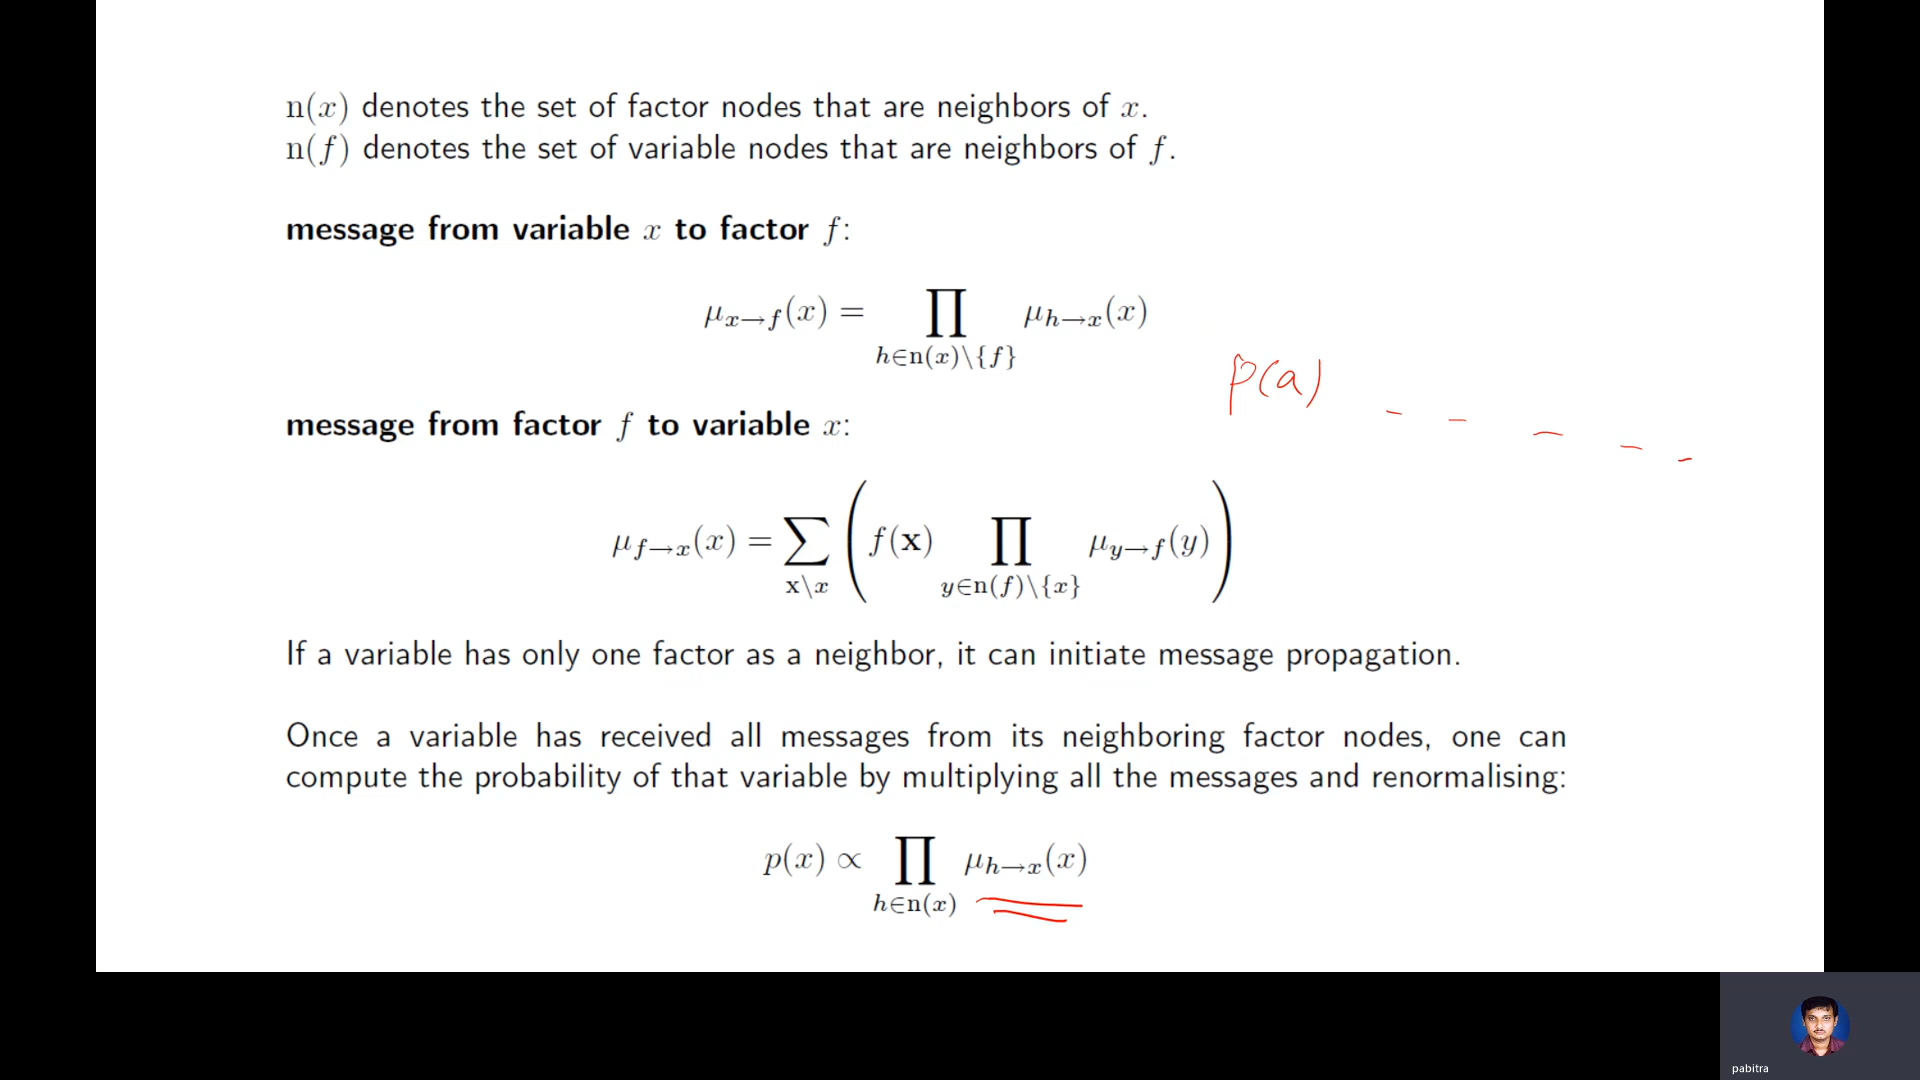 n(x) denotes the set of factor nodes that are neighbors of x.
n(f) denotes the set of variable nodes that are neighbors of f.
message from variable x to factor f:
μ_{x→f}(x) = ∏_{h∈n(x)\{f}} μ_{h→x}(x)
p(a)
message from factor f to variable x:
μ_{f→x}(x) = ∑_{𝐱\x} ( f(𝐱) ∏_{y∈n(f)\{x}} μ_{y→f}(y) )
If a variable has only one factor as a neighbor, it can initiate message propagation.
Once a variable has received all messages from its neighboring factor nodes, one can
compute the probability of that variable by multiplying all the messages and renormalising:
p(x) ∝ ∏_{h∈n(x)} μ_{h→x}(x)
pabitra